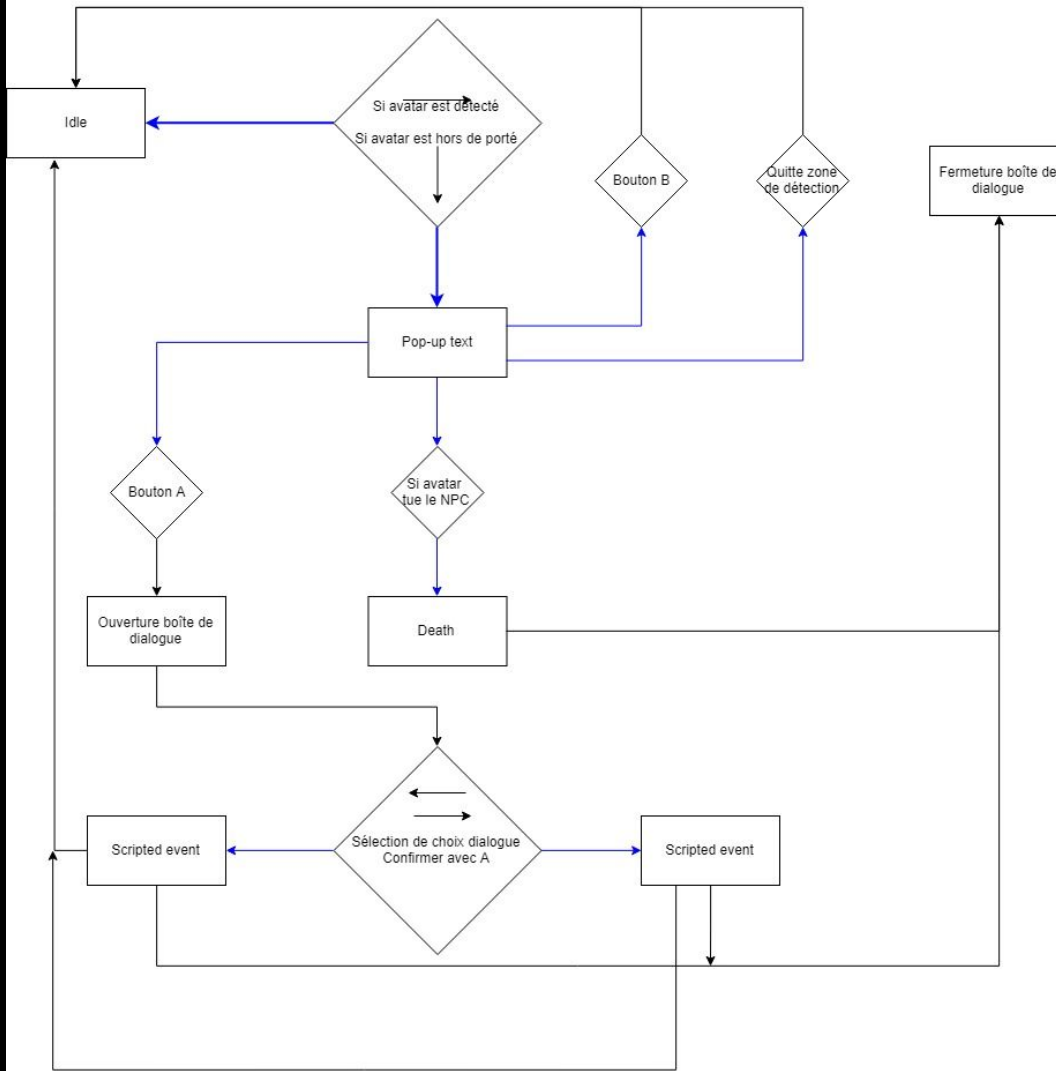 Si avatar est détecté
Idle
Si avatar est hors de porté
Bouton B
Quitte zone
de détection
Fermeture boîte de
dialogue
Pop-up text
Bouton A
Si avatar
tue le NPC
Ouverture boîte de
dialogue
Death
Scripted event
Sélection de choix dialogue
Confirmer avec A
Scripted event